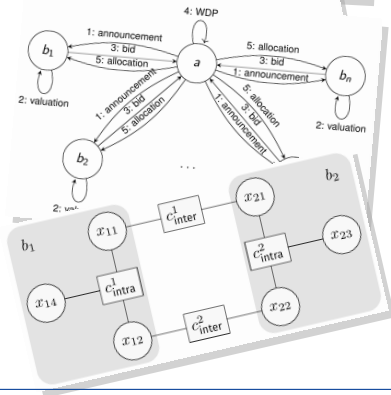 4: WDP
1: announcement
3: bid
5: allocation
b₁
2: valuation
a
5: allocation
3: bid
1: announcement
bₙ
2: valuation
1: announcement
3: bid
5: allocation
b₂
5: allocation
3: bid
1: announcement
. . .
b₁
x₁₁
c¹inter
x₂₁
b₂
x₁₄
c¹intra
c²intra
x₂₃
x₁₂
c²inter
x₂₂